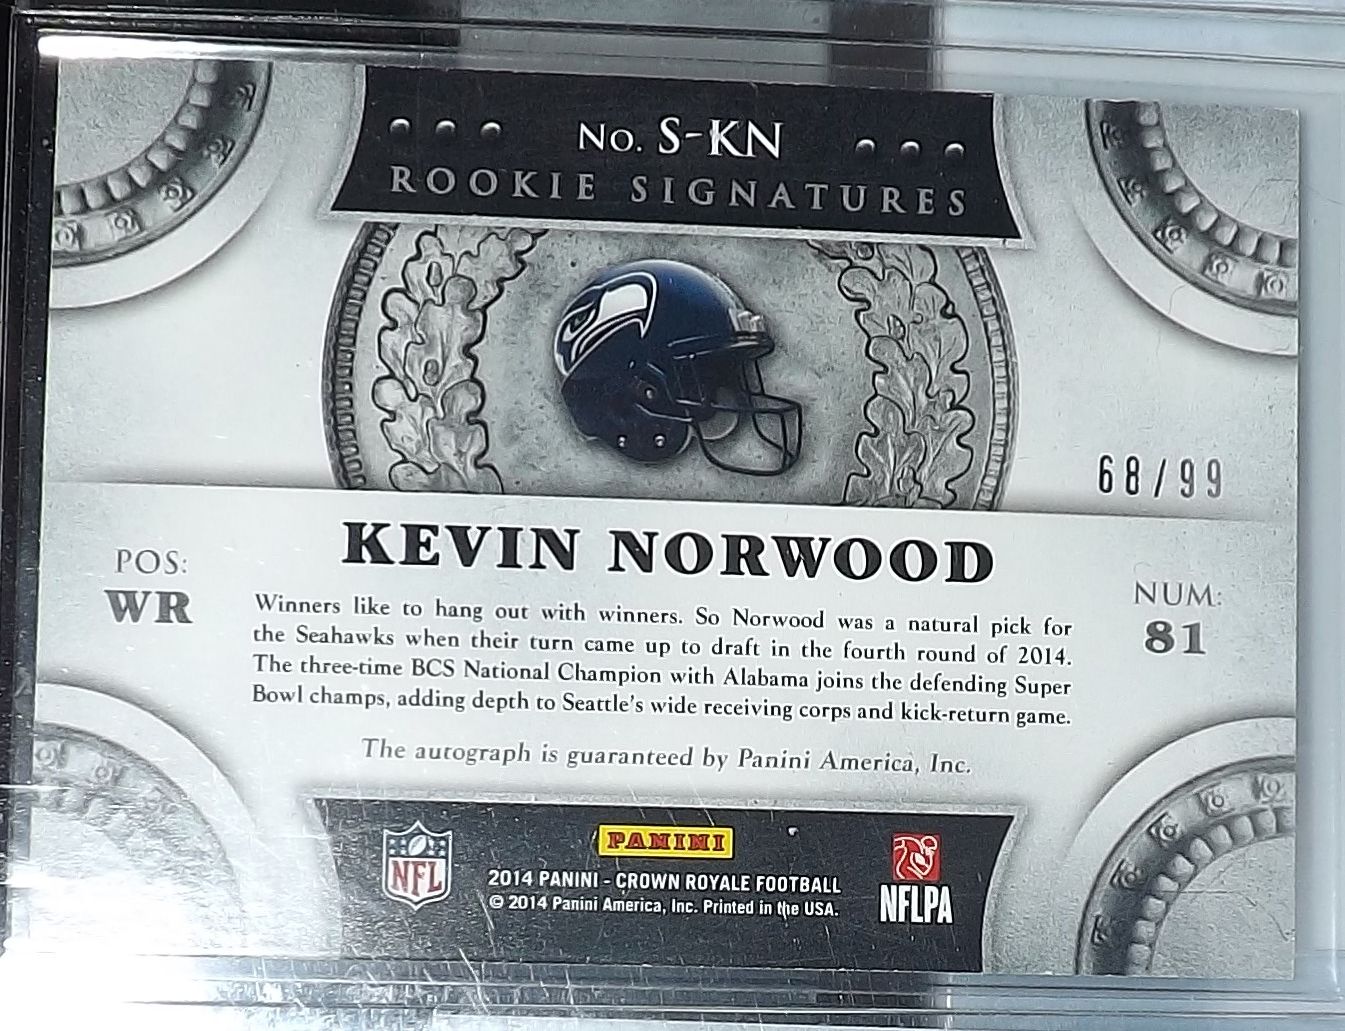 No. S-KN
ROOKIE SIGNATURES
68/99
KEVIN NORWOOD
POS:
WR
NUM:
81
Winners like to hang out with winners. So Norwood was a natural pick for
the Seahawks when their turn came up to draft in the fourth round of 2014.
The three-time BCS National Champion with Alabama joins the defending Super
Bowl champs, adding depth to Seattle's wide receiving corps and kick-return game.
The autograph is guaranteed by Panini America, Inc.
NFL
PANINI
2014 PANINI - CROWN ROYALE FOOTBALL
© 2014 Panini America, Inc. Printed in the USA.
NFLPA